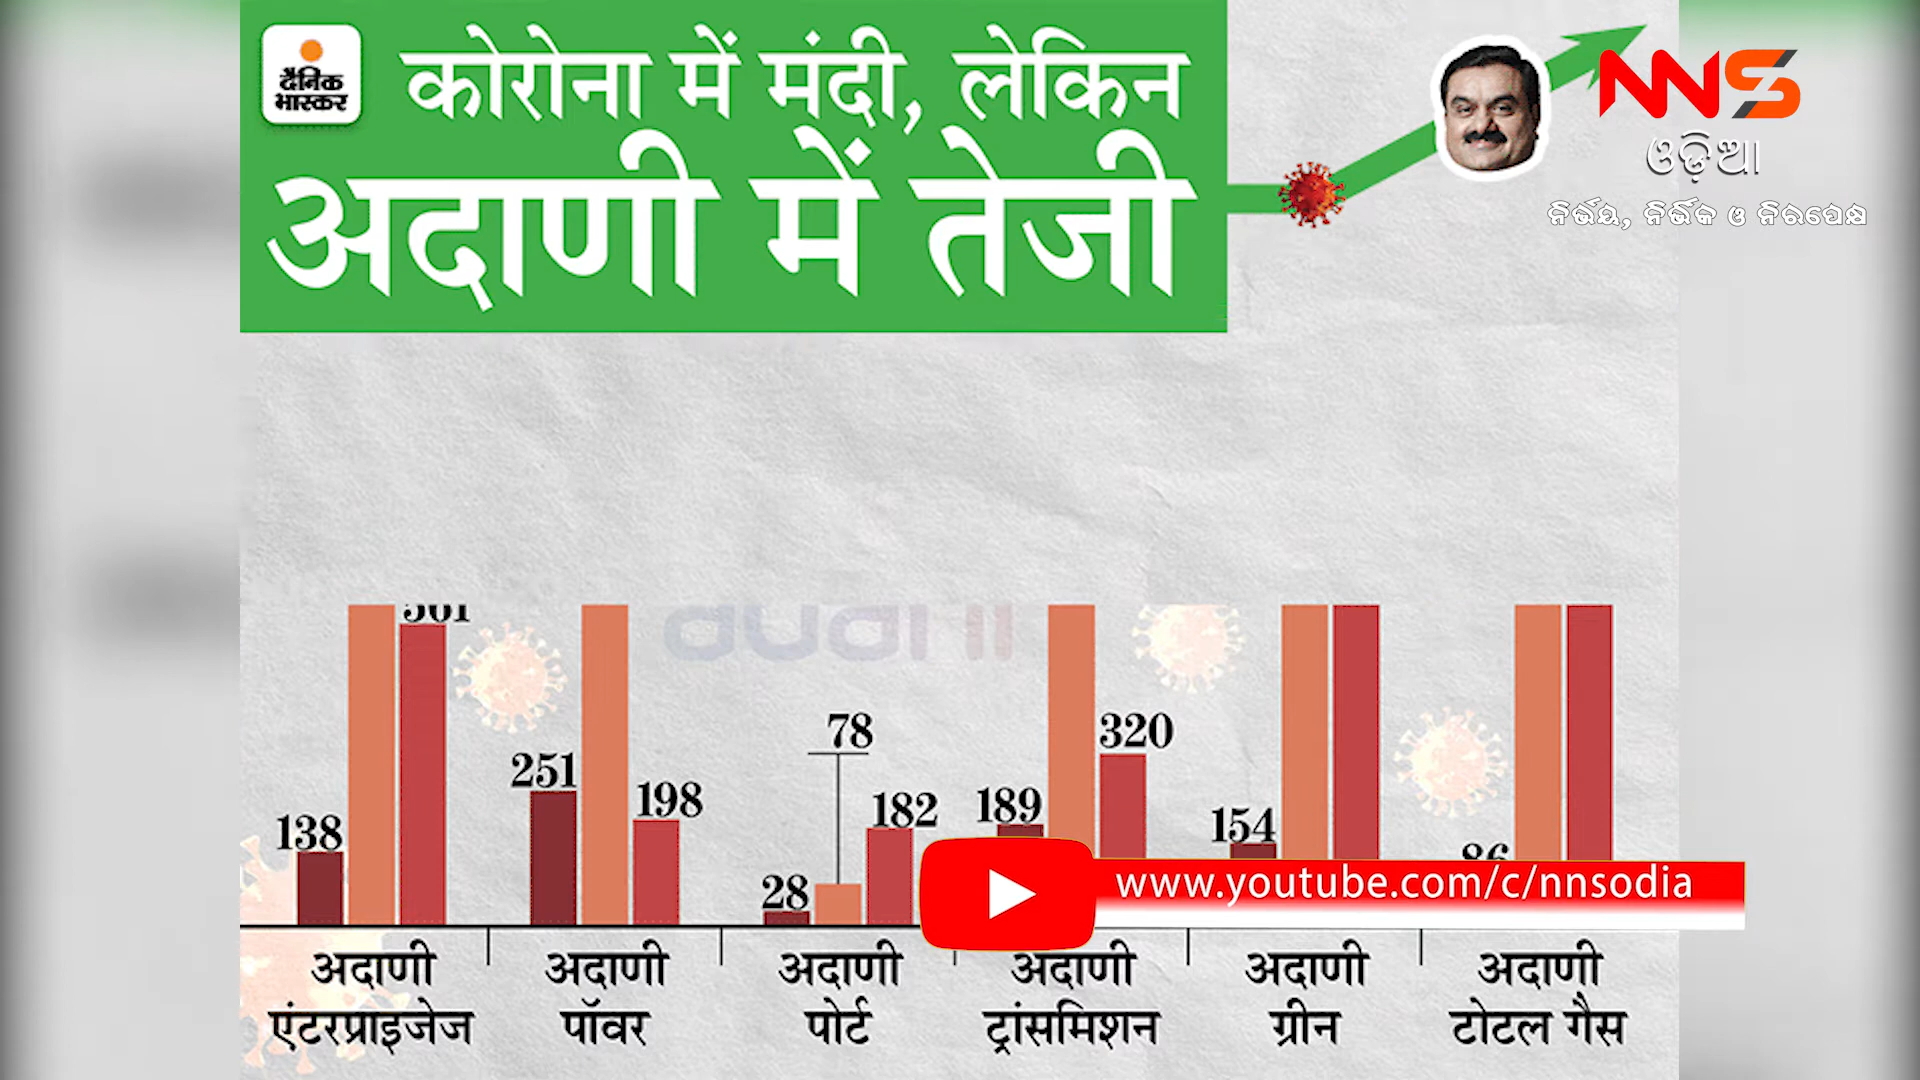 दैनिक
भास्कर
कोरोना में मंदी, लेकिन
अदाणी में तेजी
NNS
ଓଡ଼ିଆ
ନିର୍ଭୟ, ନିର୍ଭିକ ଓ ନିରପେକ୍ଷ
adani
138
251
198
28
78
182
189
320
154
www.youtube.com/c/nnsodia
अदाणी
एंटरप्राइजेज
अदाणी
पॉवर
अदाणी
पोर्ट
अदाणी
ट्रांसमिशन
अदाणी
ग्रीन
अदाणी
टोटल गैस